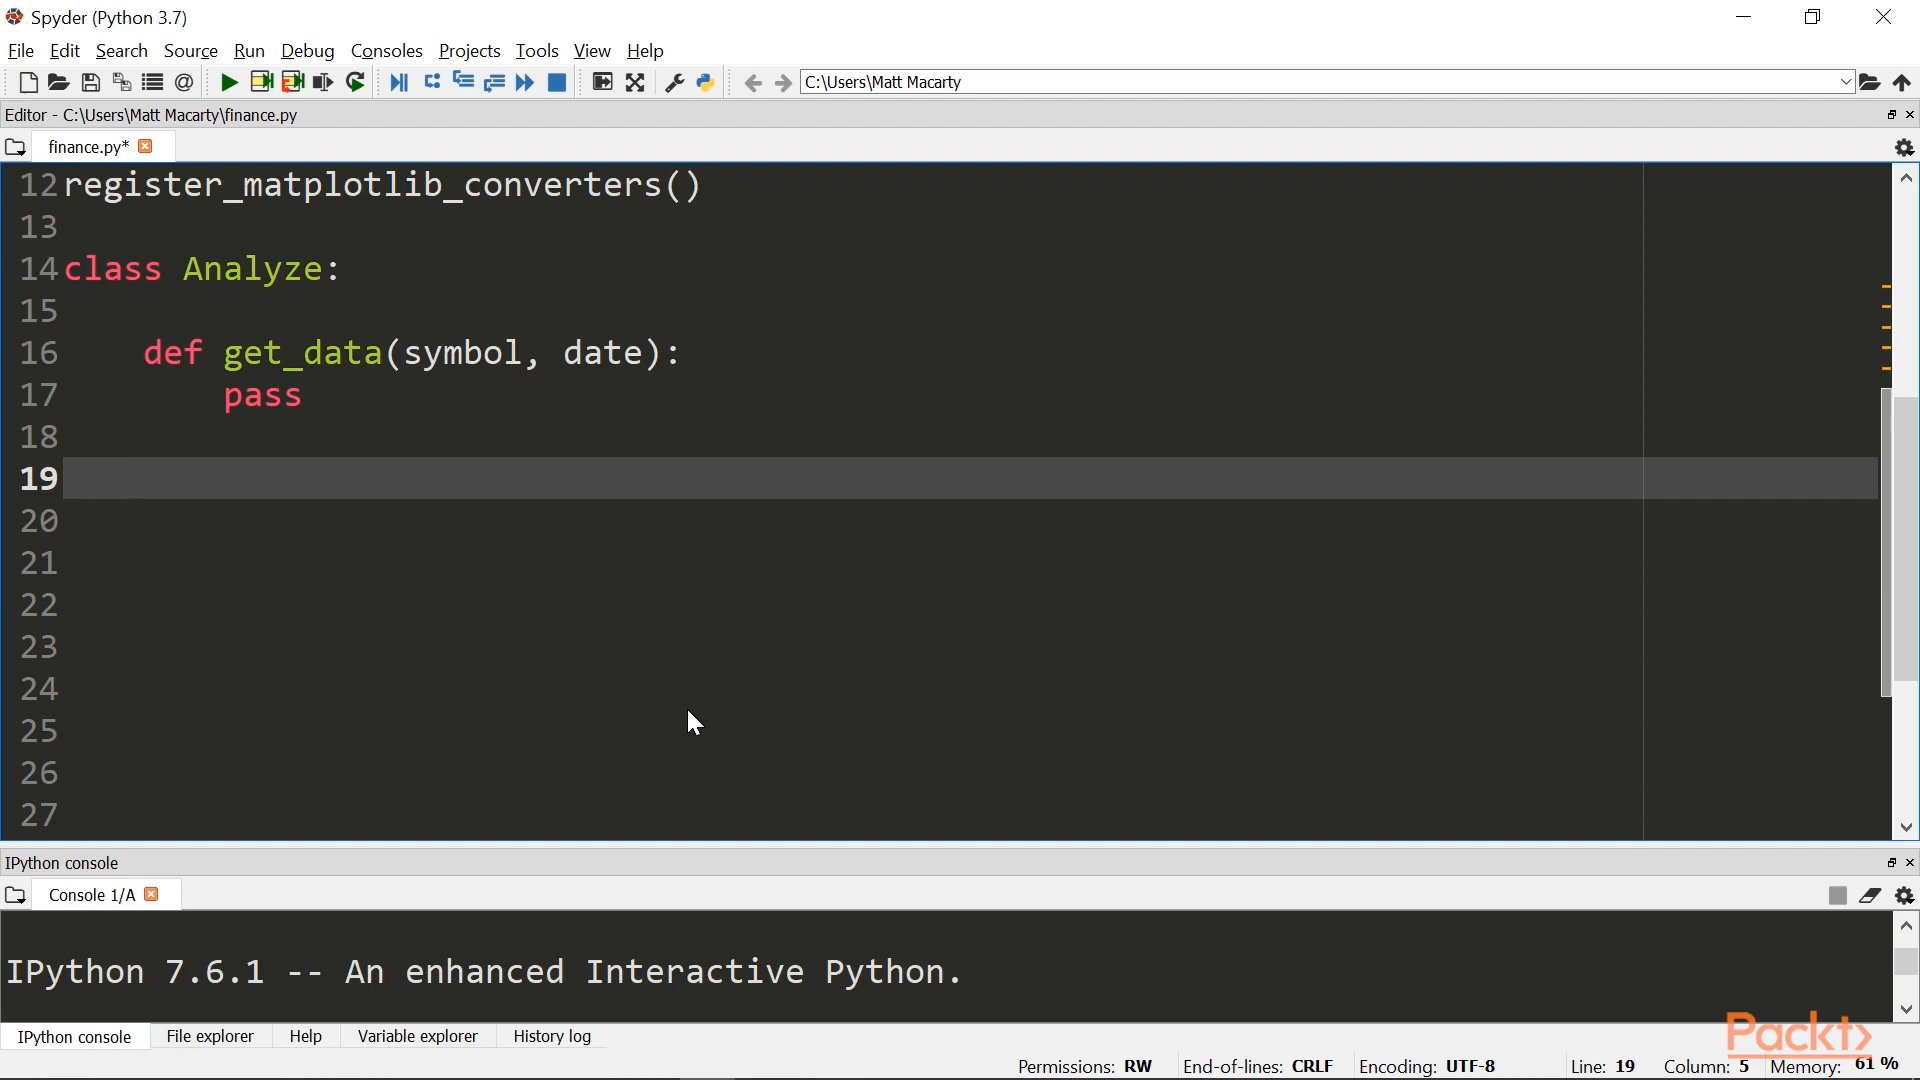 Spyder (Python 3.7)
File Edit Search Source Run Debug Consoles Projects Tools View Help
C:\Users\Matt Macarty
Editor - C:\Users\Matt Macarty\finance.py
finance.py*
12 register_matplotlib_converters()
13
14 class Analyze:
15
16 def get_data(symbol, date):
17 pass
18
19
20
21
22
23
24
25
26
27
IPython console
Console 1/A
IPython 7.6.1 -- An enhanced Interactive Python.
IPython console File explorer Help Variable explorer History log
Packt>
Permissions: RW End-of-lines: CRLF Encoding: UTF-8 Line: 19 Column: 5 Memory: 61 %